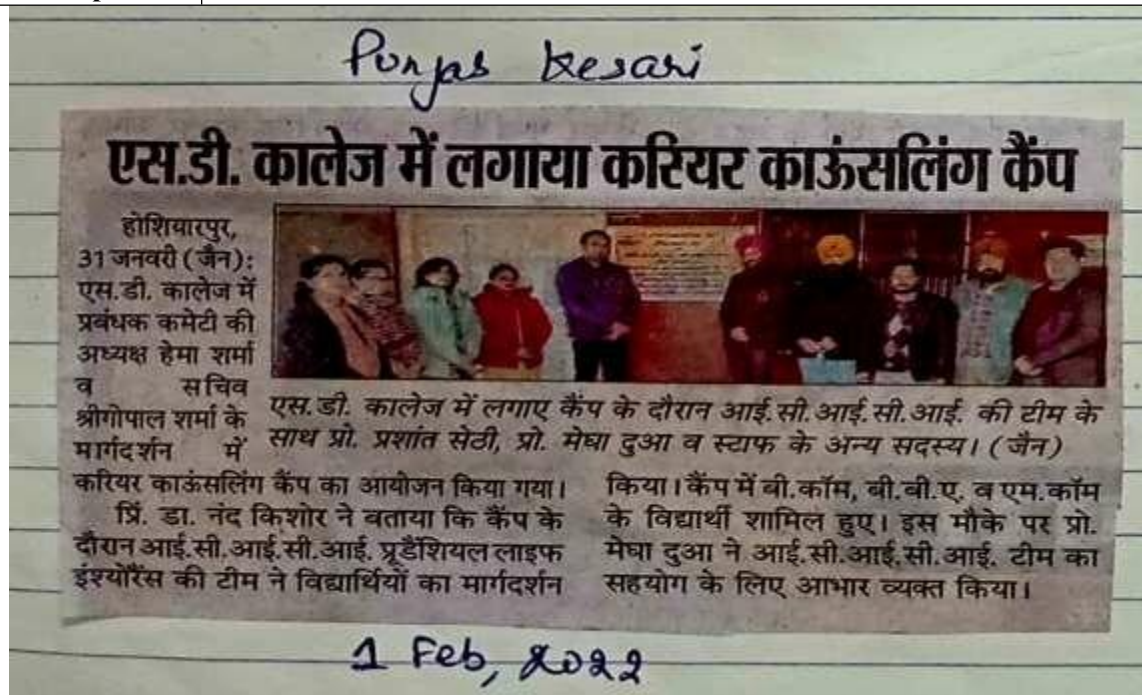 Punjab Kesari
एस.डी. कालेज में लगाया करियर काऊंसलिंग कैंप
होशियारपुर,
31 जनवरी (जैन):
एस.डी. कालेज में
प्रबंधक कमेटी की
अध्यक्ष हेमा शर्मा
व सचिव
श्रीगोपाल शर्मा के
मार्गदर्शन में
करियर काऊंसलिंग कैंप का आयोजन किया गया।
प्रिं. डा. नंद किशोर ने बताया कि कैंप के
दौरान आई.सी.आई.सी.आई. प्रूडैंशियल लाइफ
इंश्योरैंस की टीम ने विद्यार्थियों का मार्गदर्शन
किया। कैंप में बी.कॉम, बी.बी.ए. व एम.कॉम
के विद्यार्थी शामिल हुए। इस मौके पर प्रो.
मेघा दुआ ने आई.सी.आई.सी.आई. टीम का
सहयोग के लिए आभार व्यक्त किया।
एस.डी. कालेज में लगाए कैंप के दौरान आई.सी.आई.सी.आई. की टीम के
साथ प्रो. प्रशांत सेठी, प्रो. मेघा दुआ व स्टाफ के अन्य सदस्य। (जैन)
1 Feb, 2022